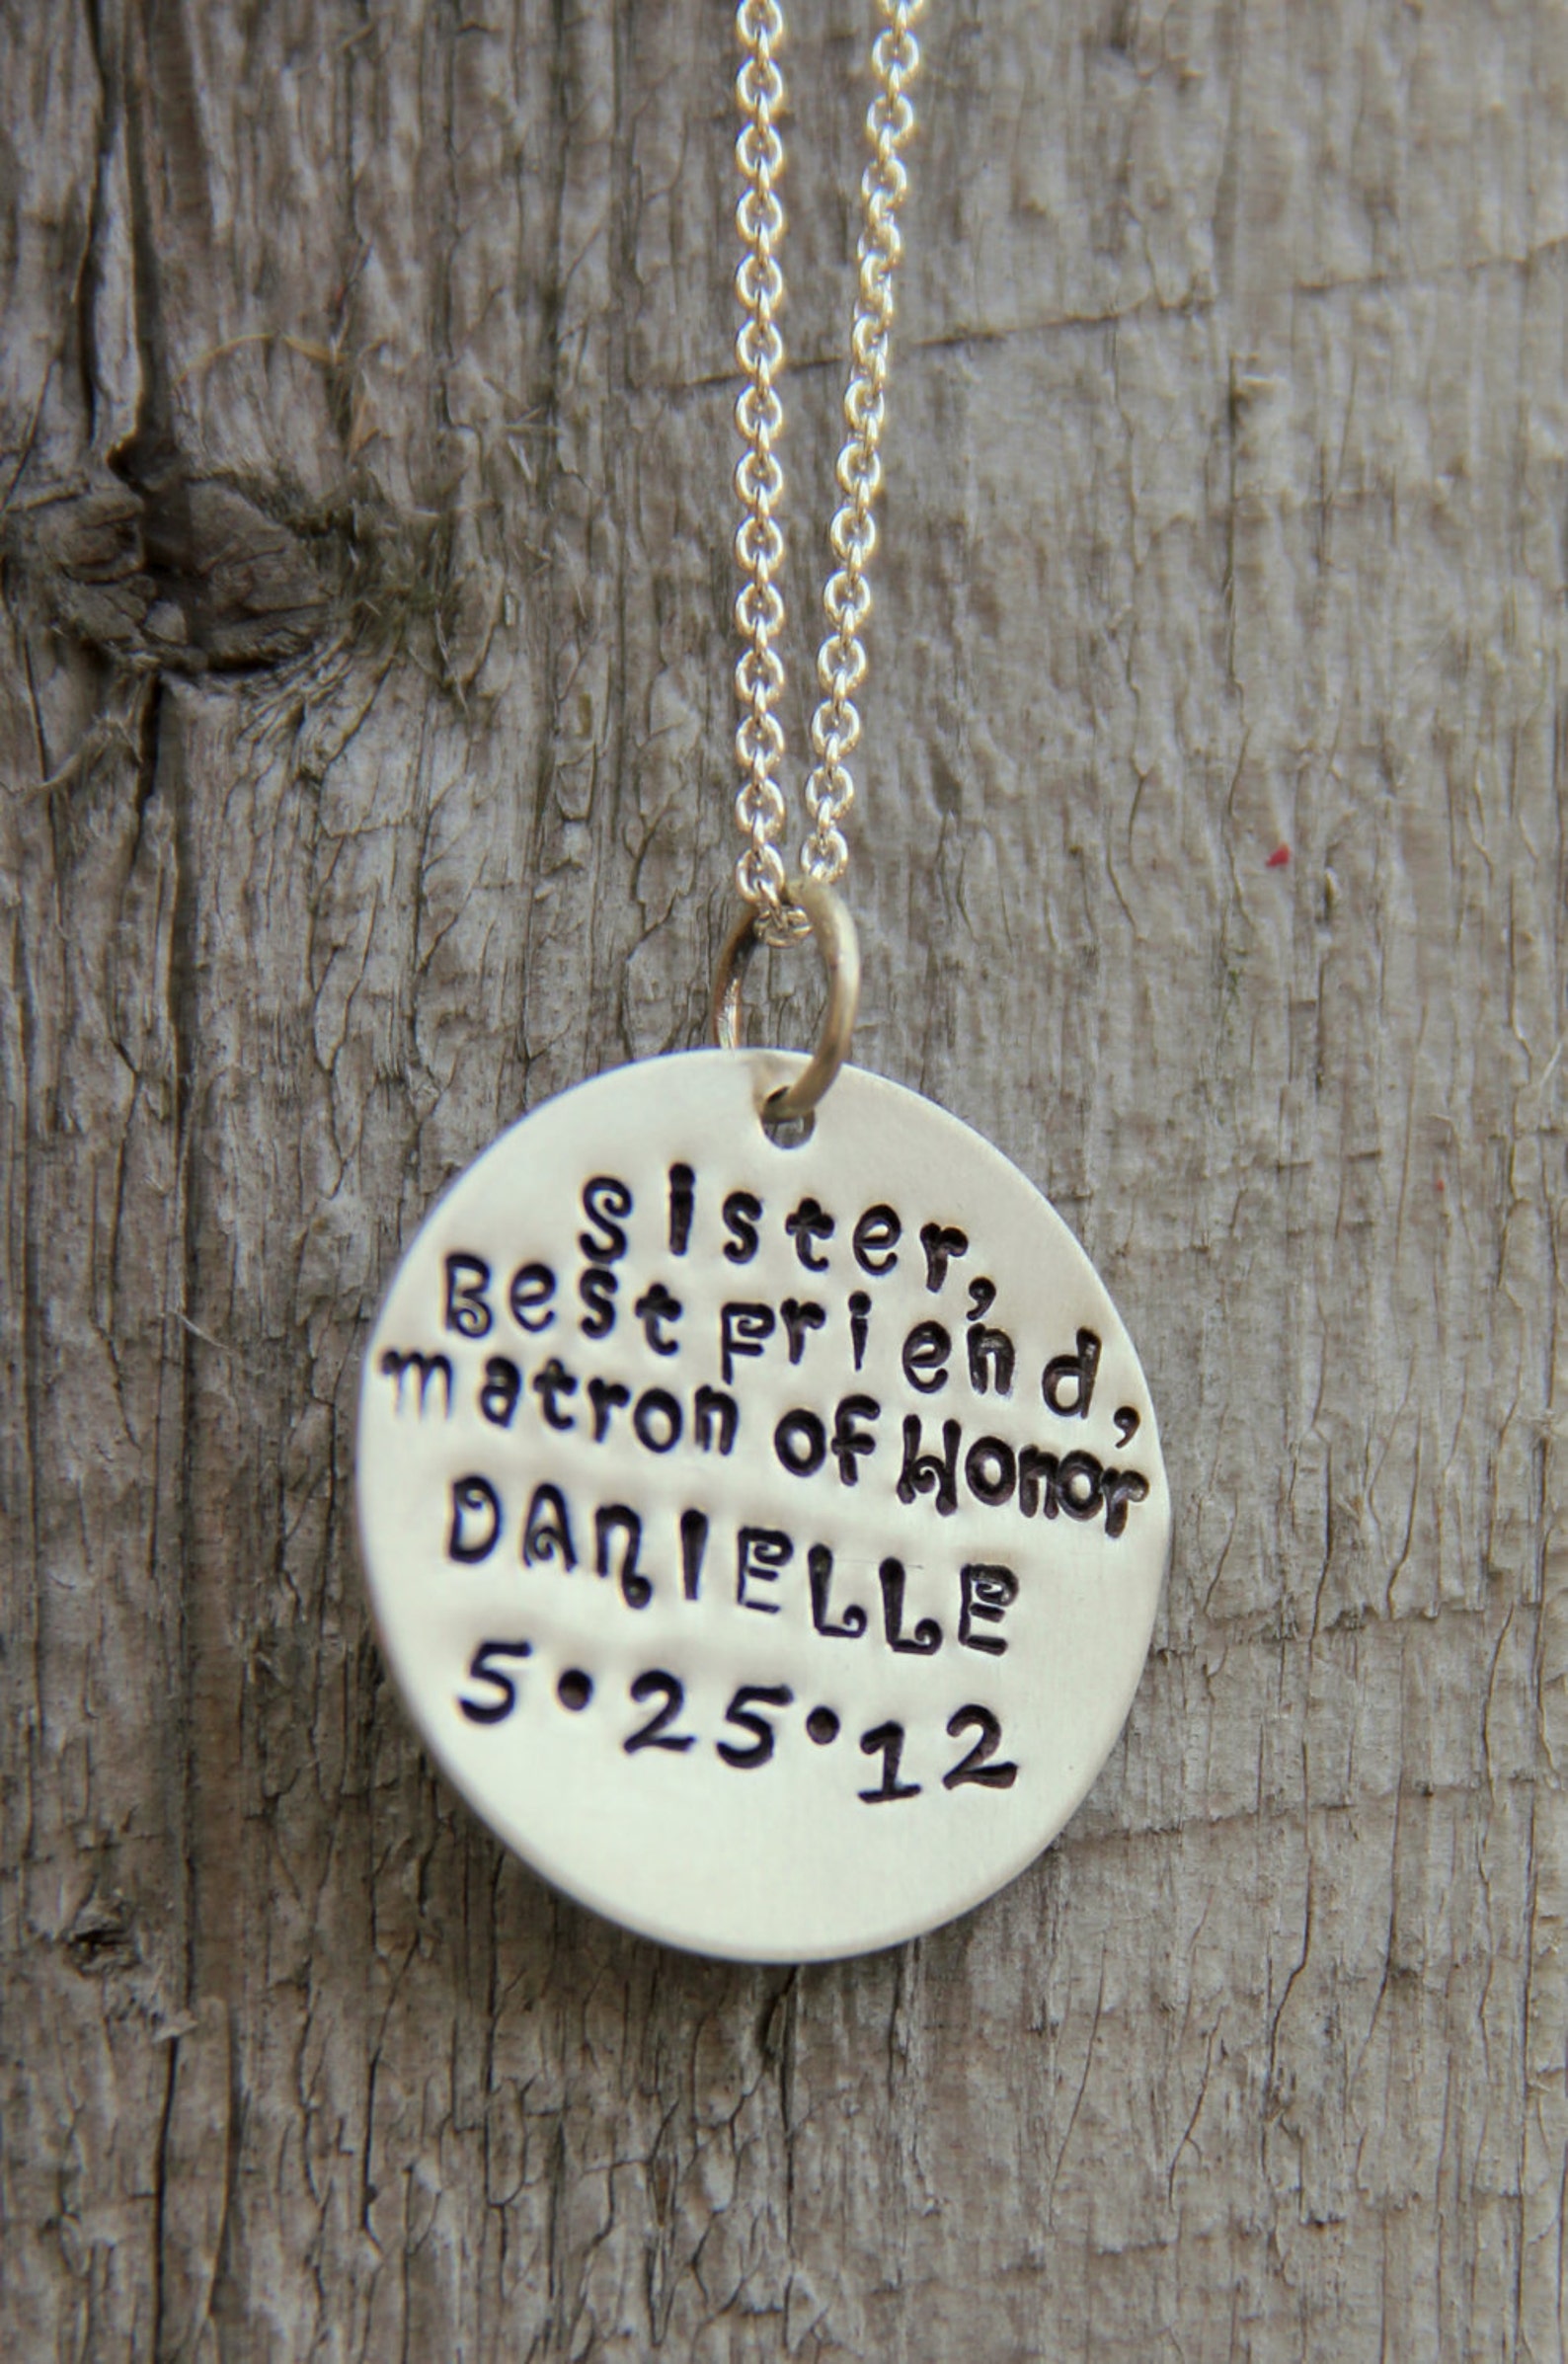 sister,
Best Friend,
matron of Honor
DANIELLE
5•25•12